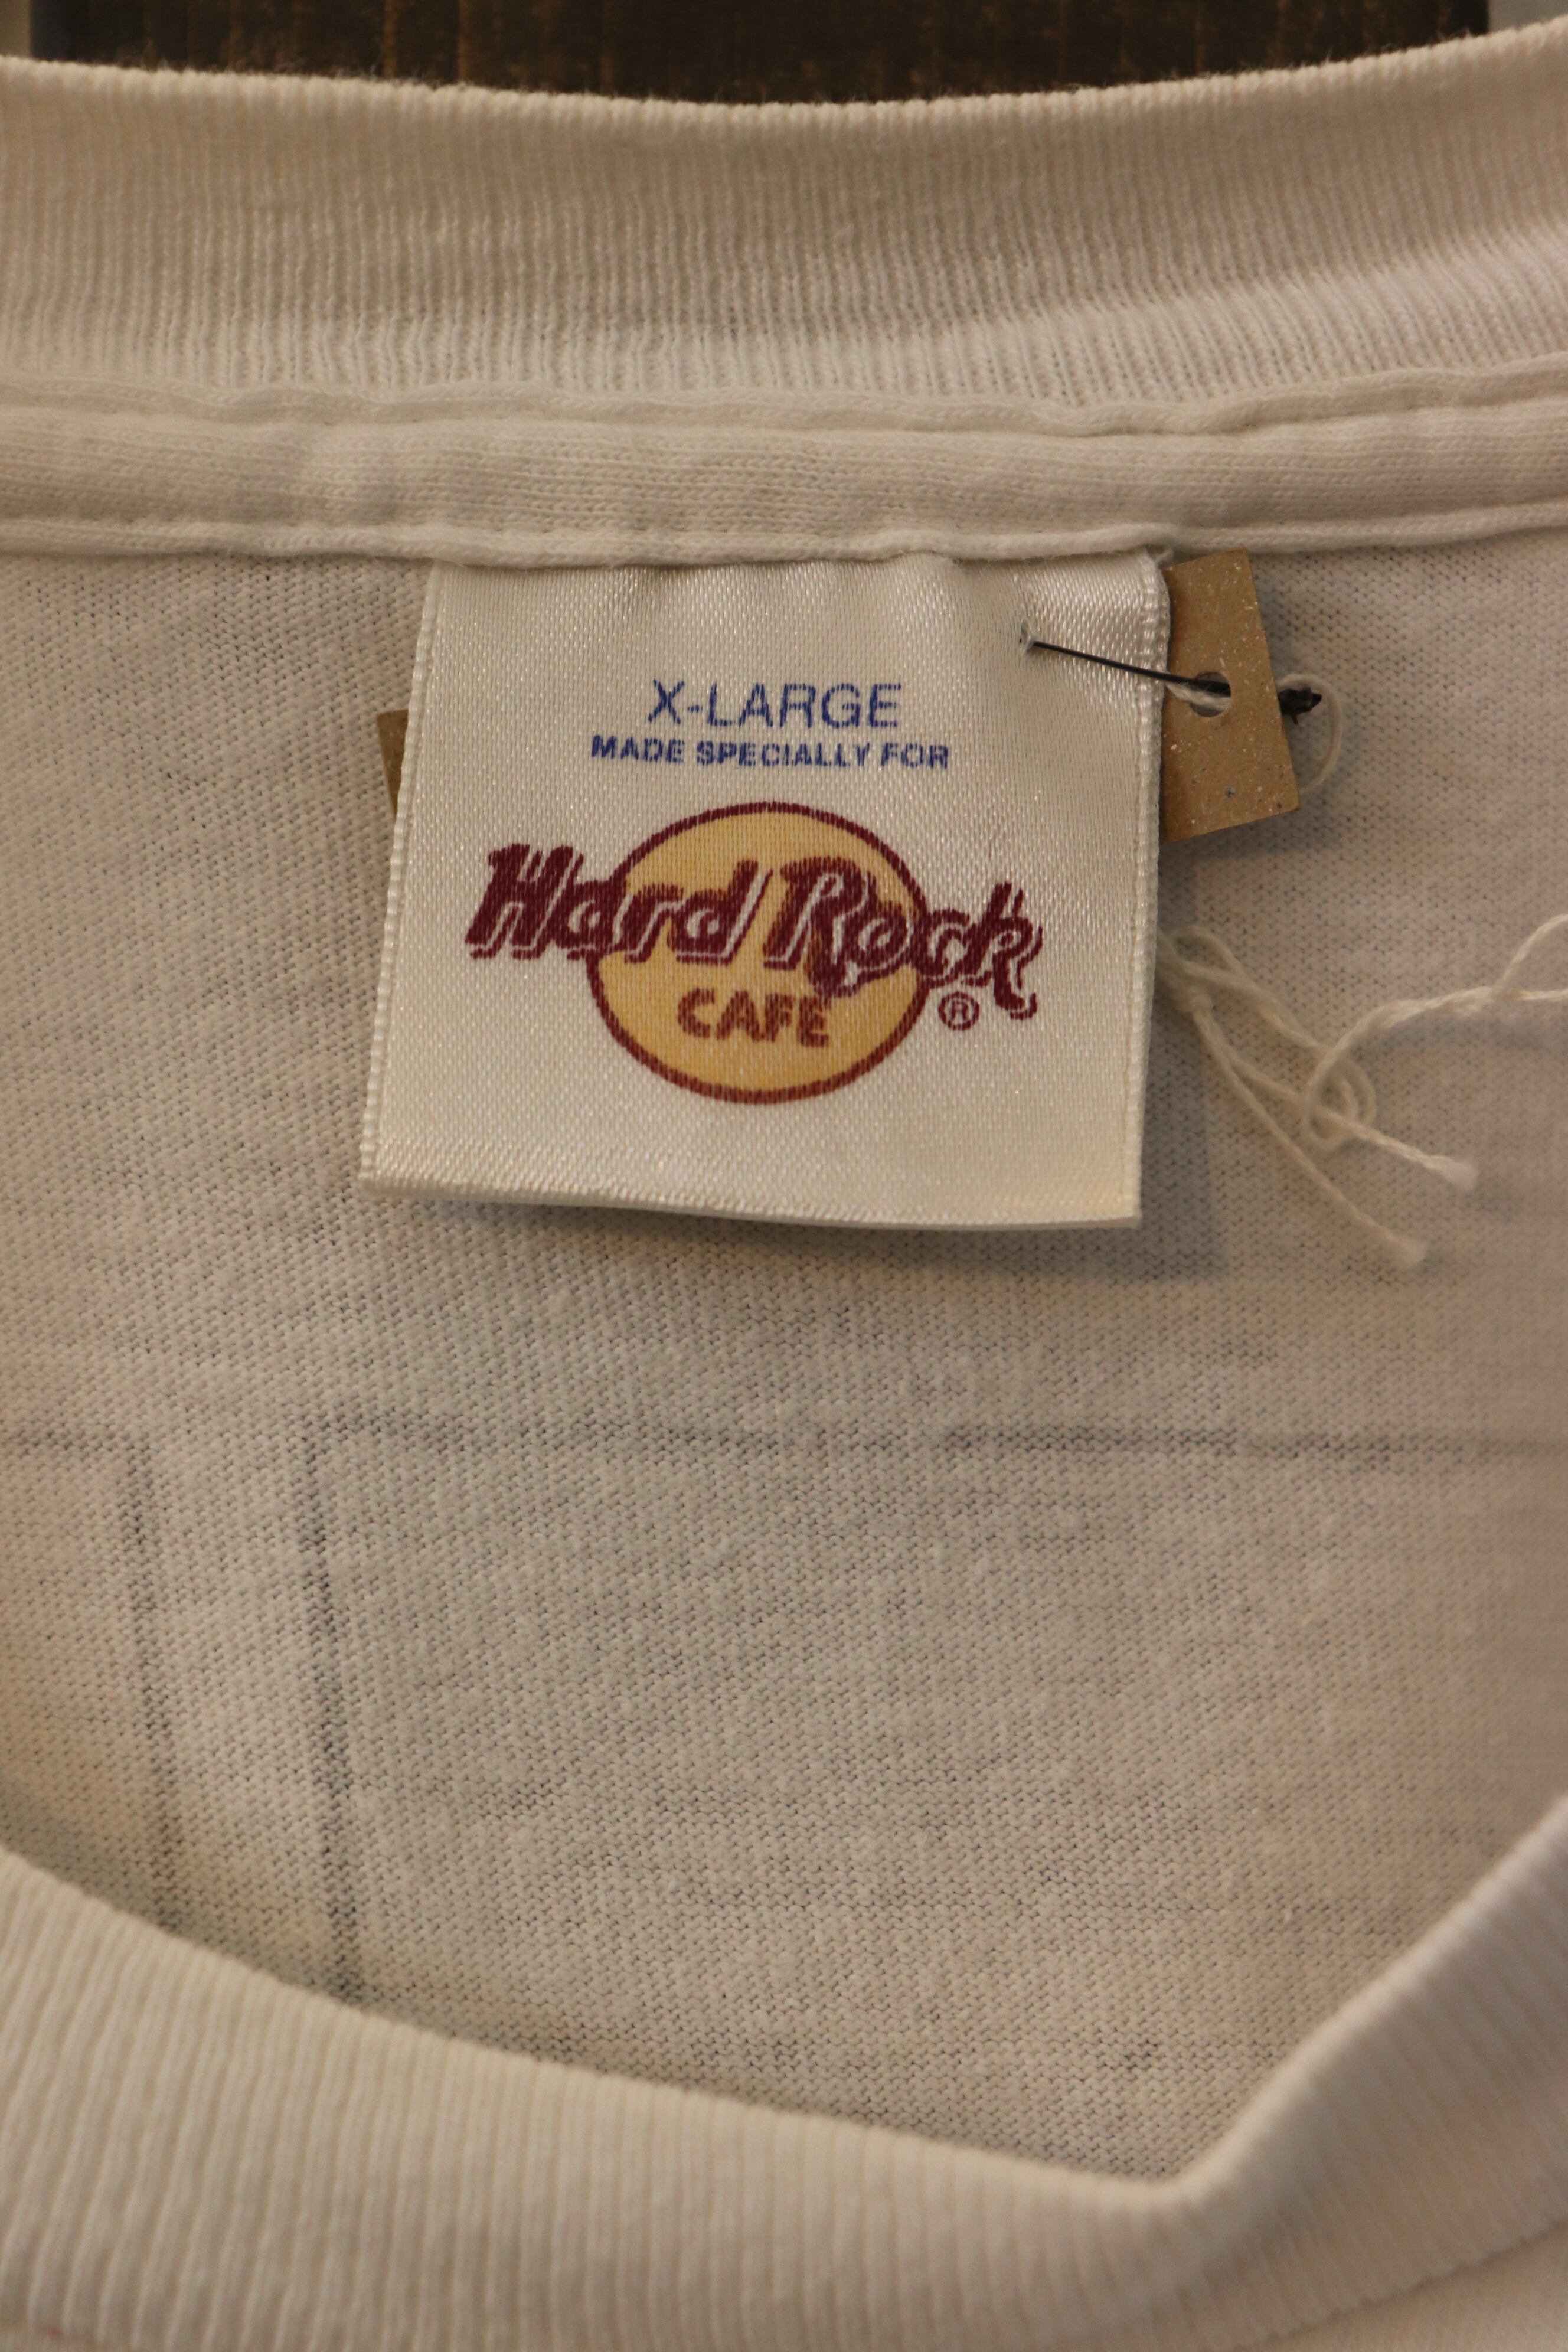 X-LARGE
MADE SPECIALLY FOR
Hard Rock
CAFE
®